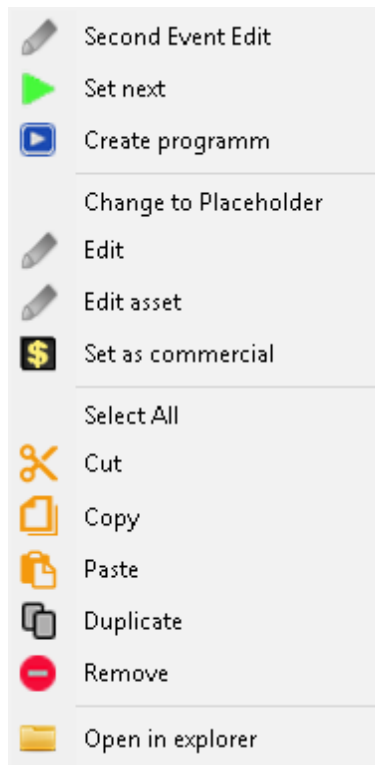 Second Event Edit
Set next
Create programm
Change to Placeholder
Edit
Edit asset
$
Set as commercial
Select All
Cut
Copy
Paste
Duplicate
Remove
Open in explorer